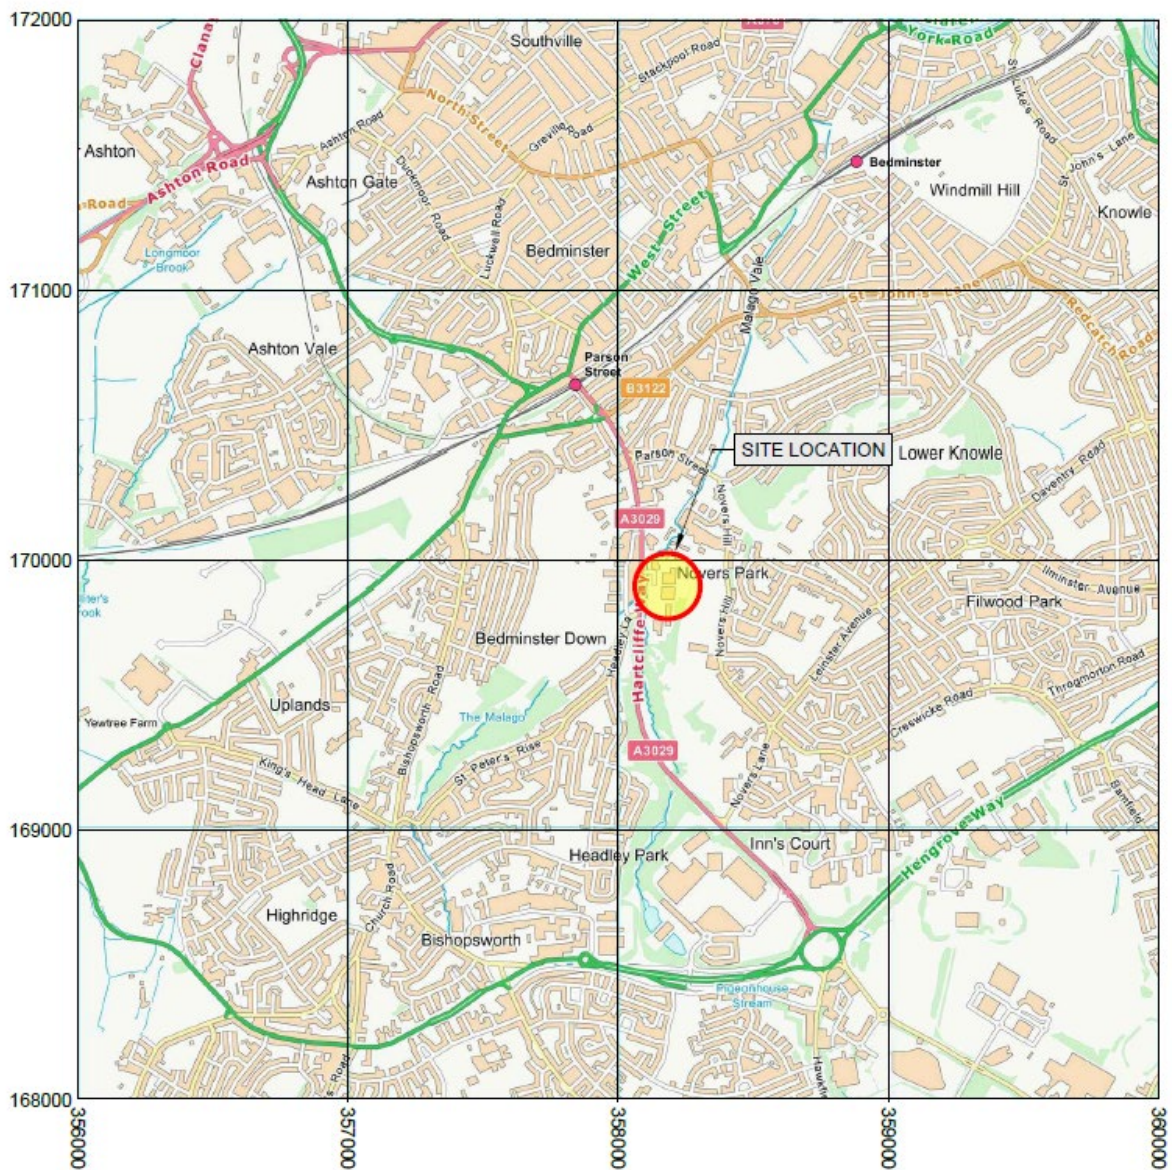 172000
Southville
Stackpool Road
York Road
Clana
North Street
Greville Road
St Luke's Road
Ashton Road
Ashton
Ashton Road
Ashton Gate
Duckmoor Road
Bedminster
St John's Lane
Windmill Hill
Road
Luckwell Road
Knowle
Longmoor
Brook
Bedminster
West Street
Malago Vale
171000
St John's Lane
Redcatch Road
Ashton Vale
Parson
Street
B3122
SITE LOCATION
Lower Knowle
Parson Street
Daventry Road
Novers Hill
A3029
170000
Novers Park
Ilminster Avenue
Filwood Park
Hartcliffe Way
Headley La
Novers Hill
Leinster Avenue
Bedminster Down
Throgmorton Road
Bishopsworth Road
Uplands
Creswicke Road
Yewtree Farm
The Malago
St Peter's Rise
A3029
King's Head Lane
Novers Lane
Bamfield
169000
Hengrove Way
Inn's Court
Headley Park
Church Road
Highridge
Bishopsworth
Pigeonhouse
Stream
s Road
Hawkfi
168000
356000
357000
358000
359000
360000